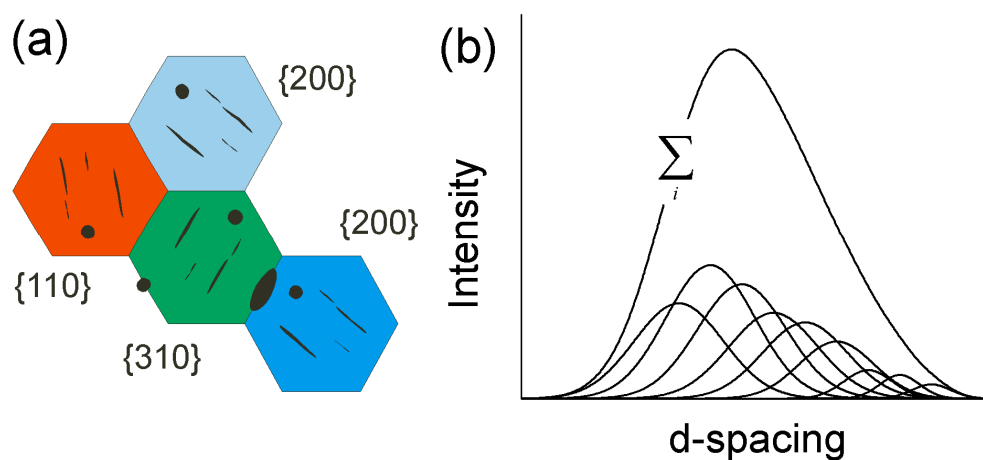 (a)
{200}
{200}
{110}
{310}
(b)
Intensity
∑
i
d-spacing